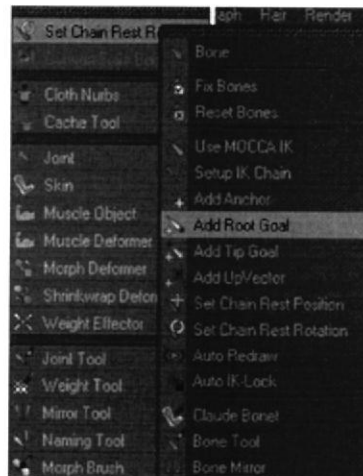 aph Hair Render
Set Chain Rest R
Cloth Nurbs
Cache Tool
Joint
Skin
Muscle Object
Muscle Deformer
Morph Deformer
Shrinkwrap Defor
Weight Effector
Joint Tool
Weight Tool
Mirror Tool
Naming Tool
Morph Brush
Bone
Fix Bones
Reset Bones
Use MOCCA IK
Setup IK Chain
Add Anchor
Add Root Goal
Add Tip Goal
Add UpVector
Set Chain Rest Position
Set Chain Rest Rotation
Auto Redraw
Auto IK-Lock
Claude Bonet
Bone Tool
Bone Mirror